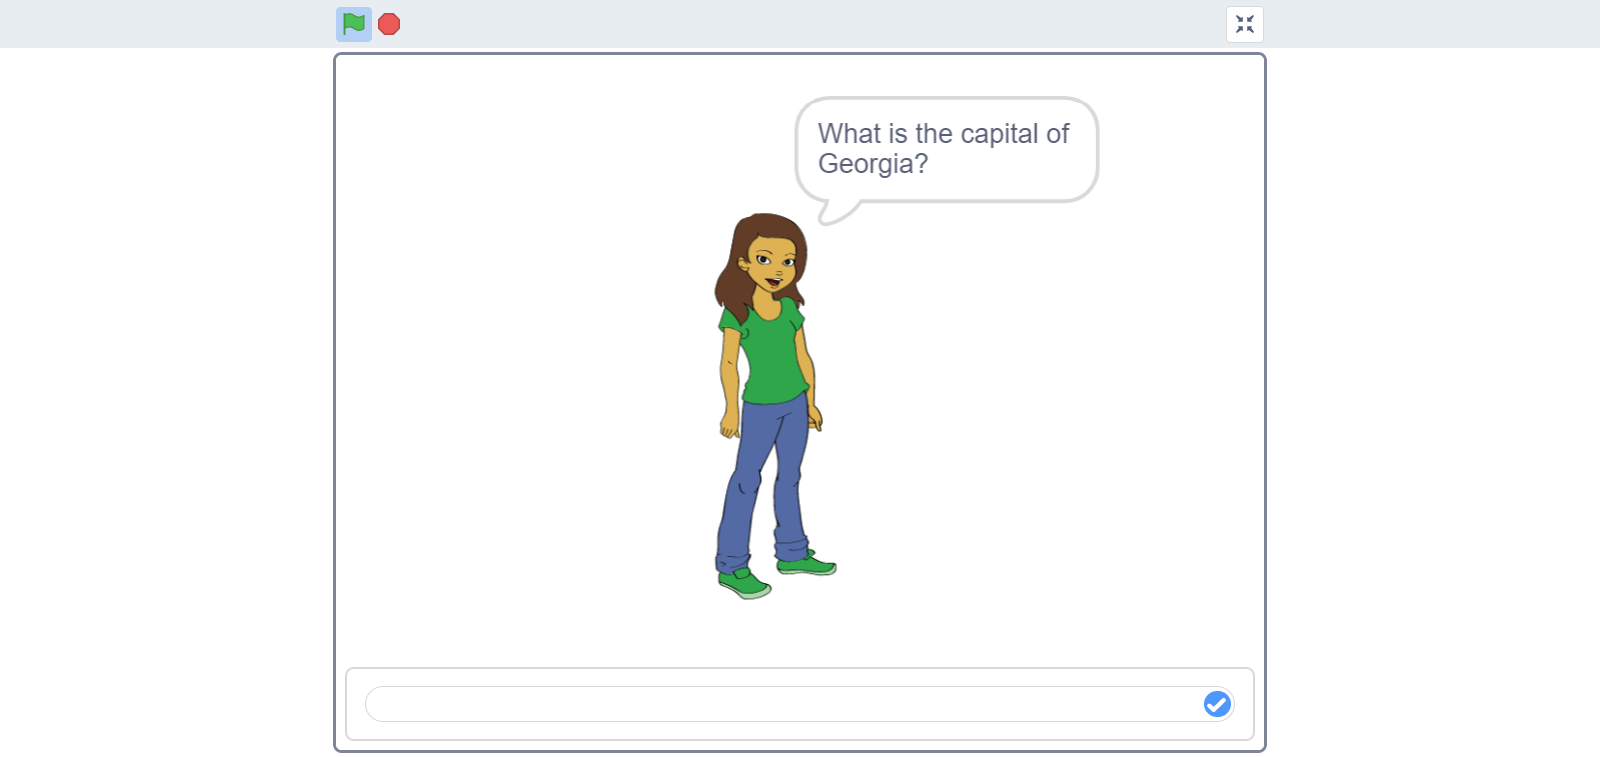 What is the capital of
Georgia?